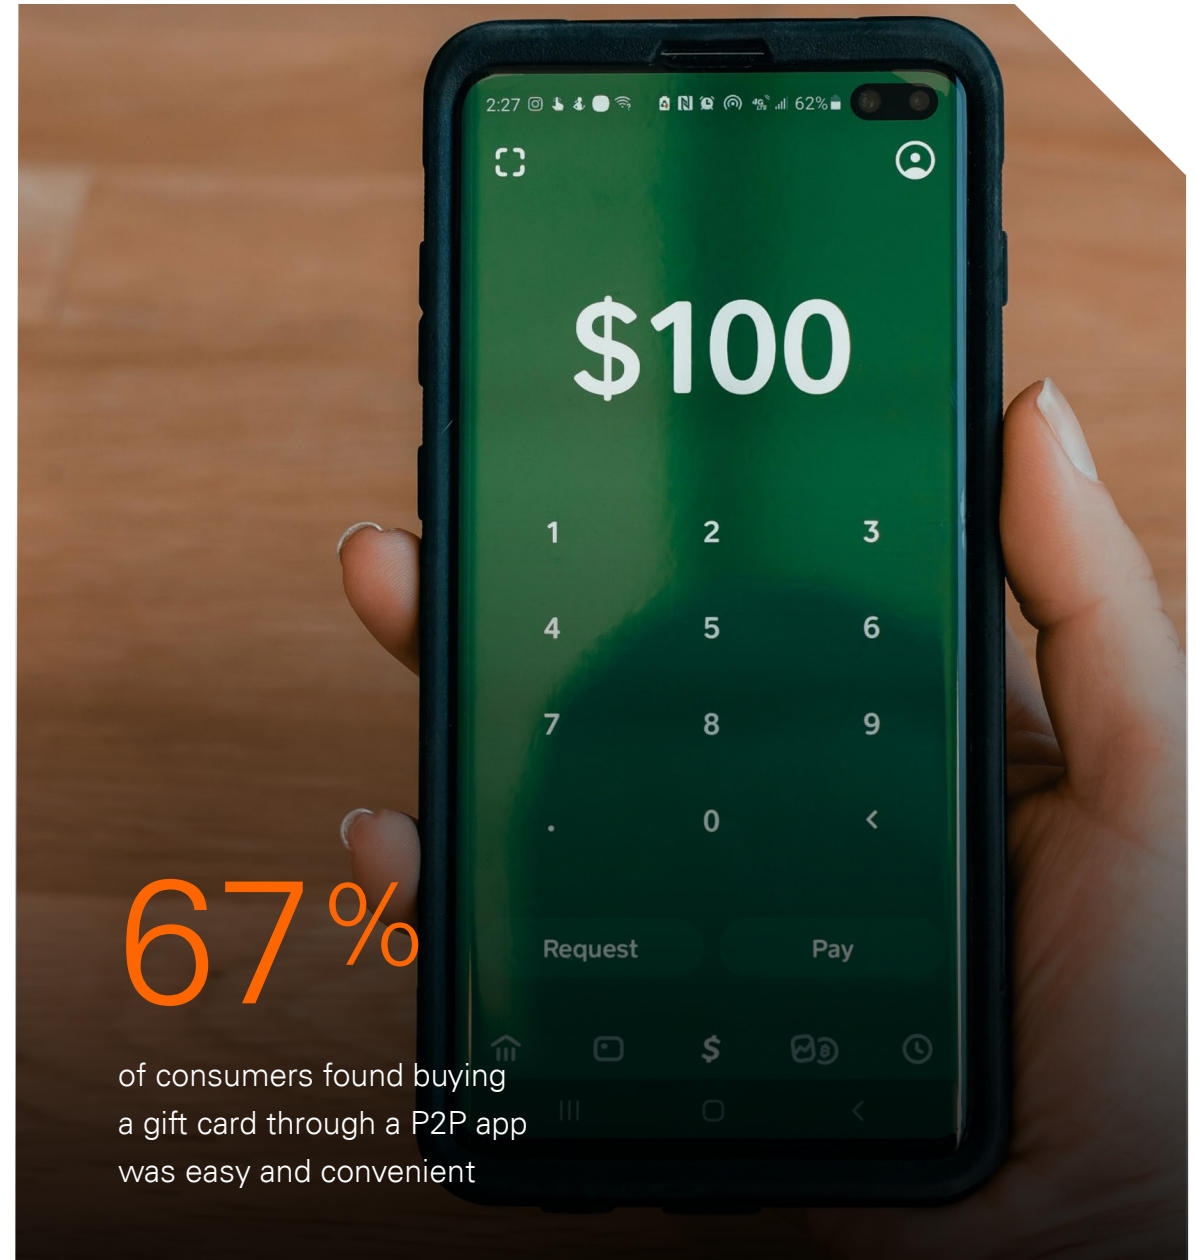 2:27 62%
$100
1 2 3
4 5 6
7 8 9
. 0 <
Request Pay
67%
of consumers found buying
a gift card through a P2P app
was easy and convenient